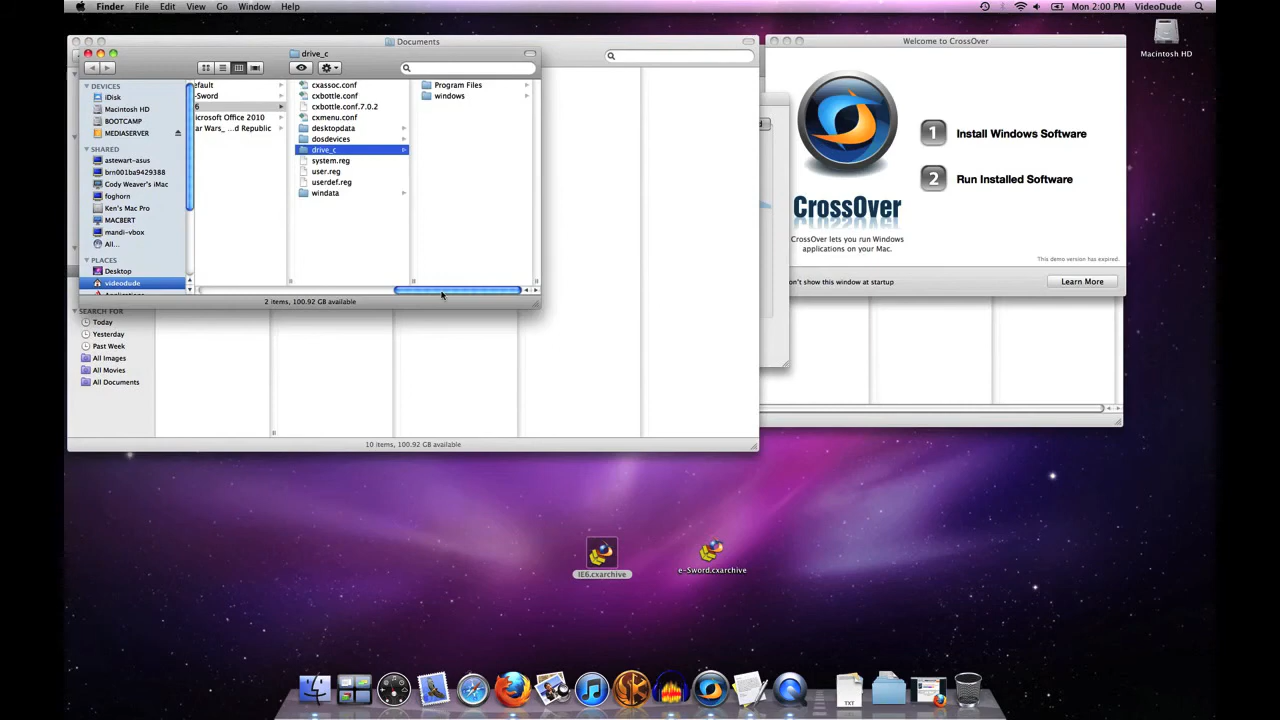 Finder File Edit View Go Window Help
Mon 2:00 PM VideoDude
Documents
drive_c
Welcome to CrossOver
Macintosh HD
DEVICES
iDisk
Macintosh HD
BOOTCAMP
MEDIASERVER
SHARED
astewart-asus
brn001ba9429388
Cody Weaver's iMac
foghorn
Ken's Mac Pro
MACBERT
mandi-vbox
All...
PLACES
Desktop
videodude
SEARCH FOR
Today
Yesterday
Past Week
All Images
All Movies
All Documents
efault
-Sword
6
icrosoft Office 2010
ar Wars_ ...d Republic
cxassoc.conf
cxbottle.conf
cxbottle.conf.7.0.2
cxmenu.conf
desktopdata
dosdevices
drive_c
system.reg
user.reg
userdef.reg
windata
Program Files
windows
2 items, 100.92 GB available
10 items, 100.92 GB available
1 Install Windows Software
2 Run Installed Software
CrossOver
CrossOver lets you run Windows
applications on your Mac.
This demo version has expired.
n't show this window at startup
Learn More
IE6.cxarchive
e-Sword.cxarchive
TXT